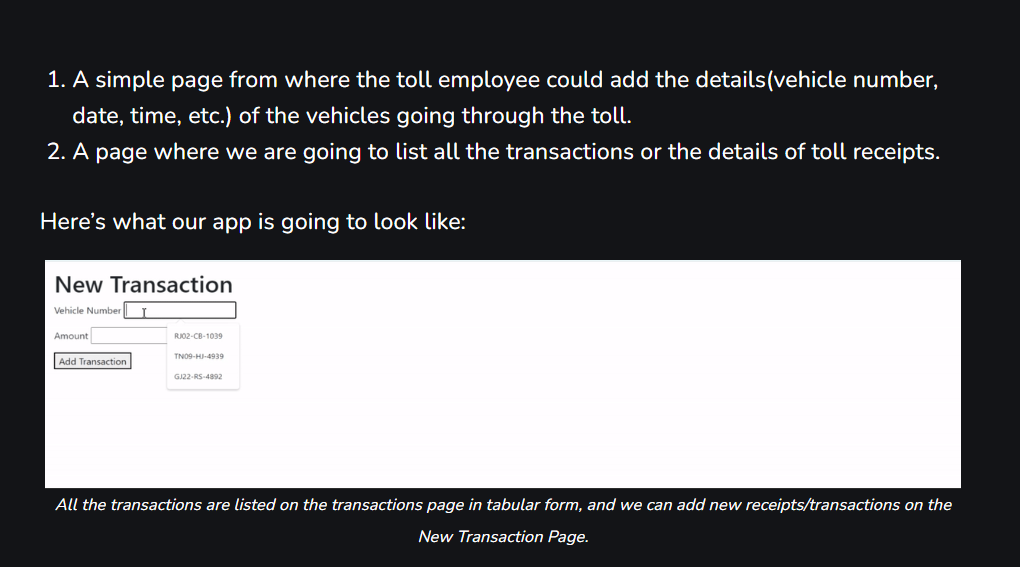 1. A simple page from where the toll employee could add the details(vehicle number,
date, time, etc.) of the vehicles going through the toll.
2. A page where we are going to list all the transactions or the details of toll receipts.
Here’s what our app is going to look like:
New Transaction
Vehicle Number
Amount
RJ02-CB-1039
TN09-HJ-4939
Add Transaction
GJ22-RS-4892
All the transactions are listed on the transactions page in tabular form, and we can add new receipts/transactions on the
New Transaction Page.